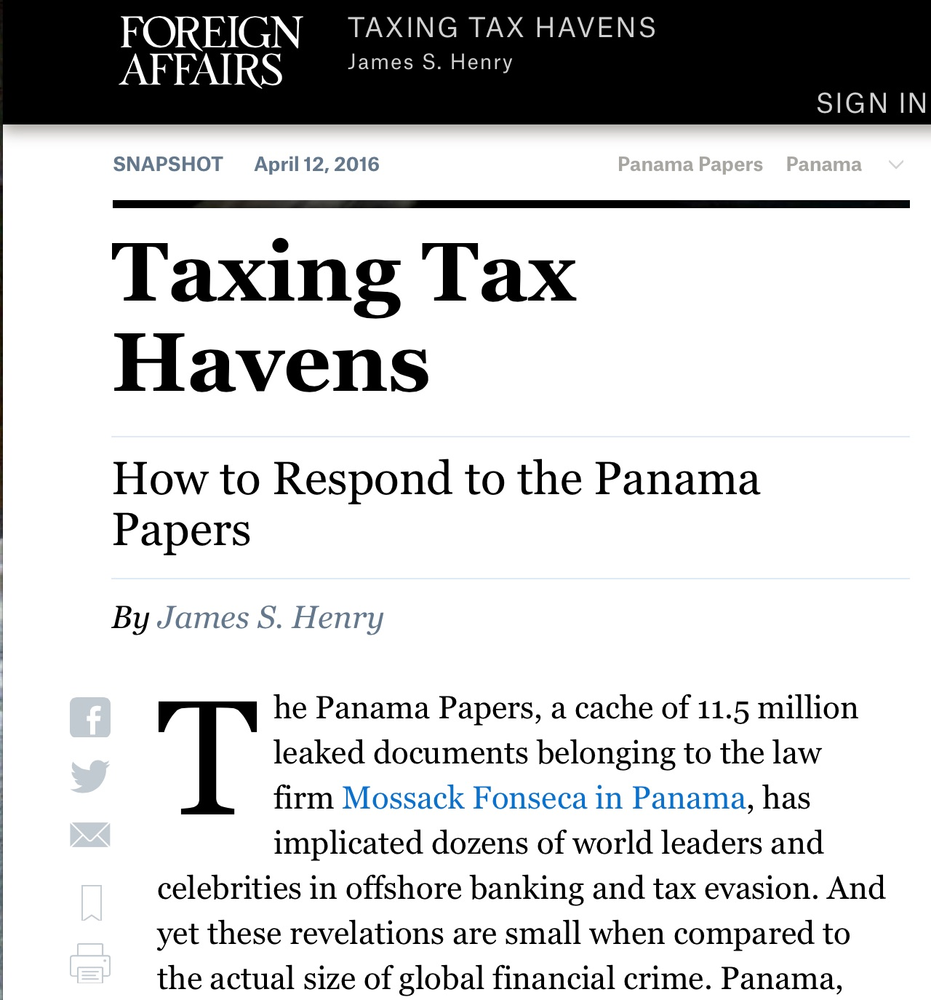 FOREIGN
AFFAIRS
TAXING TAX HAVENS
James S. Henry
SIGN IN
SNAPSHOT April 12, 2016 Panama Papers Panama
Taxing Tax
Havens
How to Respond to the Panama
Papers
By James S. Henry
The Panama Papers, a cache of 11.5 million
leaked documents belonging to the law
firm Mossack Fonseca in Panama, has
implicated dozens of world leaders and
celebrities in offshore banking and tax evasion. And
yet these revelations are small when compared to
the actual size of global financial crime. Panama,